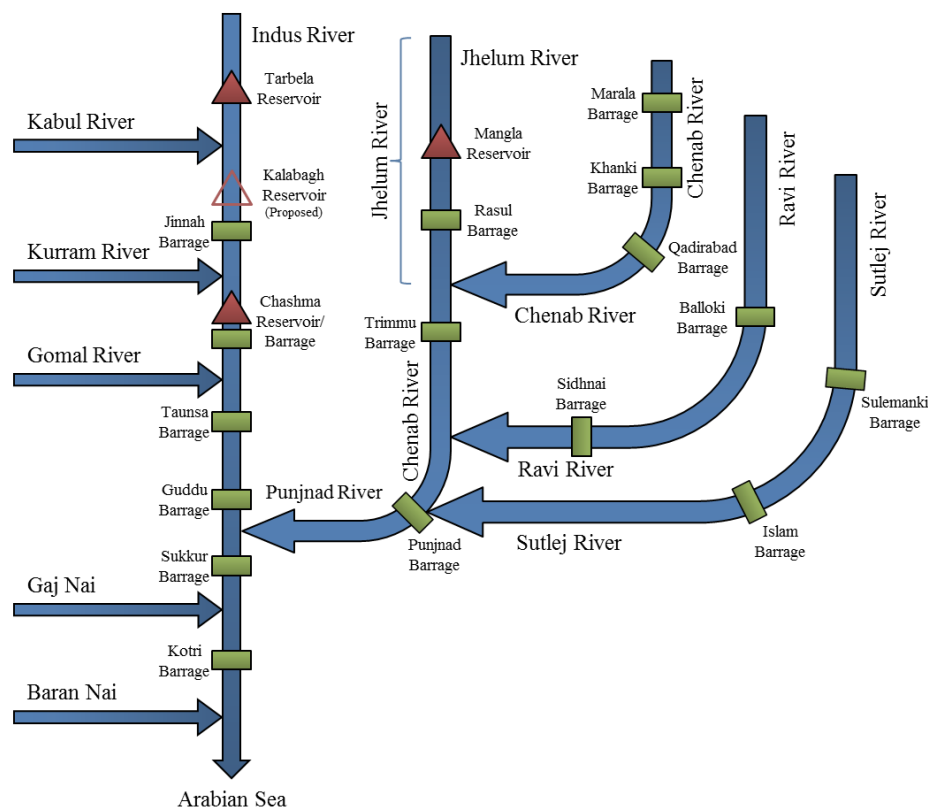 Indus River
Tarbela
Reservoir
Kabul River
Kalabagh
Reservoir
(Proposed)
Jinnah
Barrage
Kurram River
Chashma
Reservoir/
Barrage
Gomal River
Taunsa
Barrage
Guddu
Barrage
Punjnad River
Sukkur
Barrage
Gaj Nai
Kotri
Barrage
Baran Nai
Arabian Sea
Jhelum River
Jhelum River
Mangla
Reservoir
Rasul
Barrage
Trimmu
Barrage
Chenab River
Punjnad
Barrage
Marala
Barrage
Khanki
Barrage
Chenab River
Qadirabad
Barrage
Chenab River
Ravi River
Balloki
Barrage
Sidhnai
Barrage
Ravi River
Sutlej River
Sulemanki
Barrage
Islam
Barrage
Sutlej River